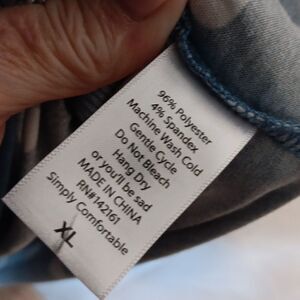 96% Polyester
4% Spandex
Machine Wash Cold
Gentle Cycle
Do Not Bleach
Hang Dry
or you'll be sad
MADE IN CHINA
RN#142161
Simply Comfortable
XL